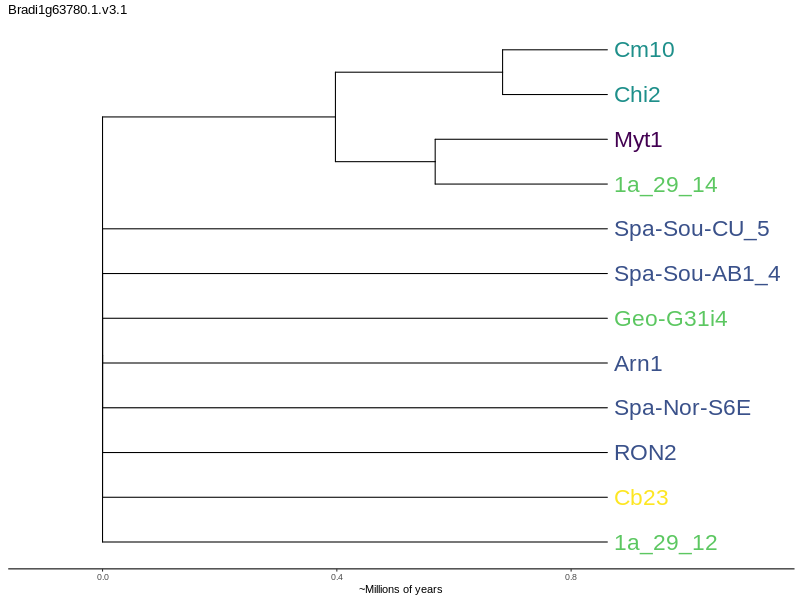 Bradi1g63780.1.v3.1
Cm10
Chi2
Myt1
1a_29_14
Spa-Sou-CU_5
Spa-Sou-AB1_4
Geo-G31i4
Arn1
Spa-Nor-S6E
RON2
Cb23
1a_29_12
0.0 0.4 0.8
~Millions of years